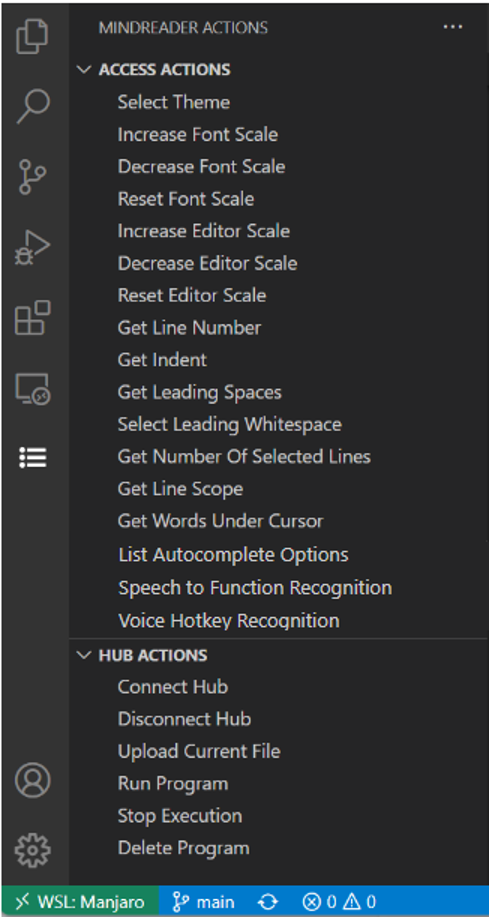 MINDREADER ACTIONS
ACCESS ACTIONS
Select Theme
Increase Font Scale
Decrease Font Scale
Reset Font Scale
Increase Editor Scale
Decrease Editor Scale
Reset Editor Scale
Get Line Number
Get Indent
Get Leading Spaces
Select Leading Whitespace
Get Number Of Selected Lines
Get Line Scope
Get Words Under Cursor
List Autocomplete Options
Speech to Function Recognition
Voice Hotkey Recognition
HUB ACTIONS
Connect Hub
Disconnect Hub
Upload Current File
Run Program
Stop Execution
Delete Program
WSL: Manjaro main 0 0